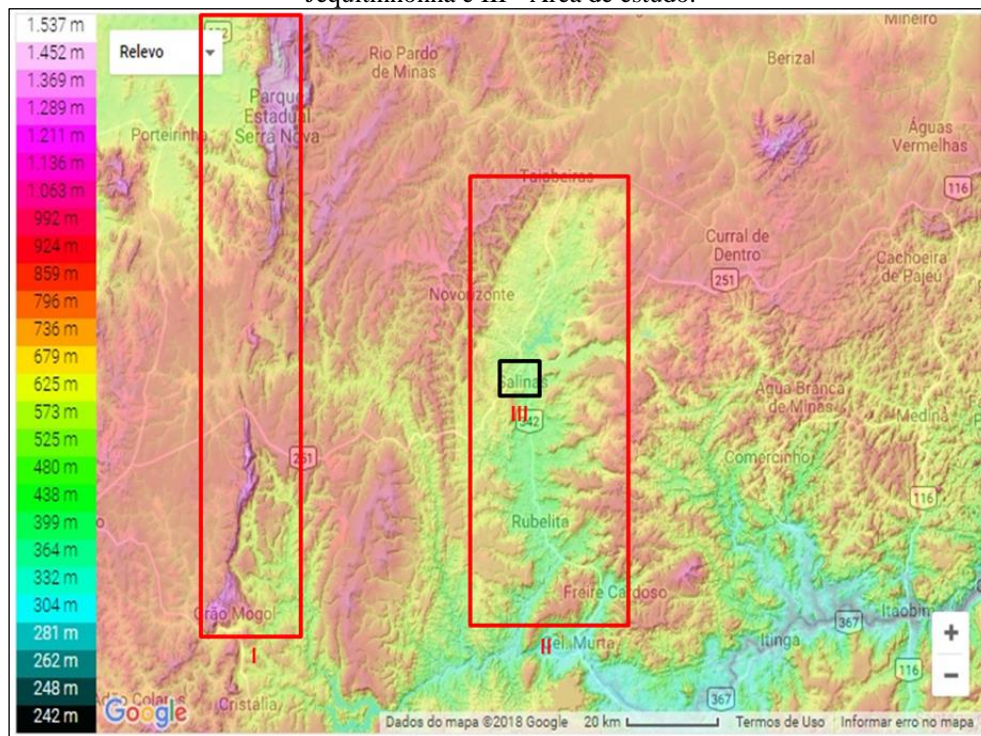 Jequitinhonha e III - Área de estudo.
1.537 m
1.452 m
1.369 m
1.289 m
1.211 m
1.136 m
1.063 m
992 m
924 m
859 m
796 m
736 m
679 m
625 m
573 m
525 m
480 m
438 m
399 m
364 m
332 m
304 m
281 m
262 m
248 m
242 m
Relevo
Mineiro
Rio Pardo
de Minas
Berizal
Parque
Estadual
Serra Nova
Porteirinha
Águas
Vermelhas
Taiobeiras
116
Curral de
Dentro
251
Cachoeira
de Pajeú
Novorizonte
Salinas
III
342
Água Branca
de Minas
Medina
Comercinho
251
116
Rubelita
Freire Cardoso
Grão Mogol
Itaobim
367
I
II
Cel. Murta
Itinga
116
Cristália
367
+
−
Google
Dados do mapa ©2018 Google
20 km
Termos de Uso
Informar erro no mapa